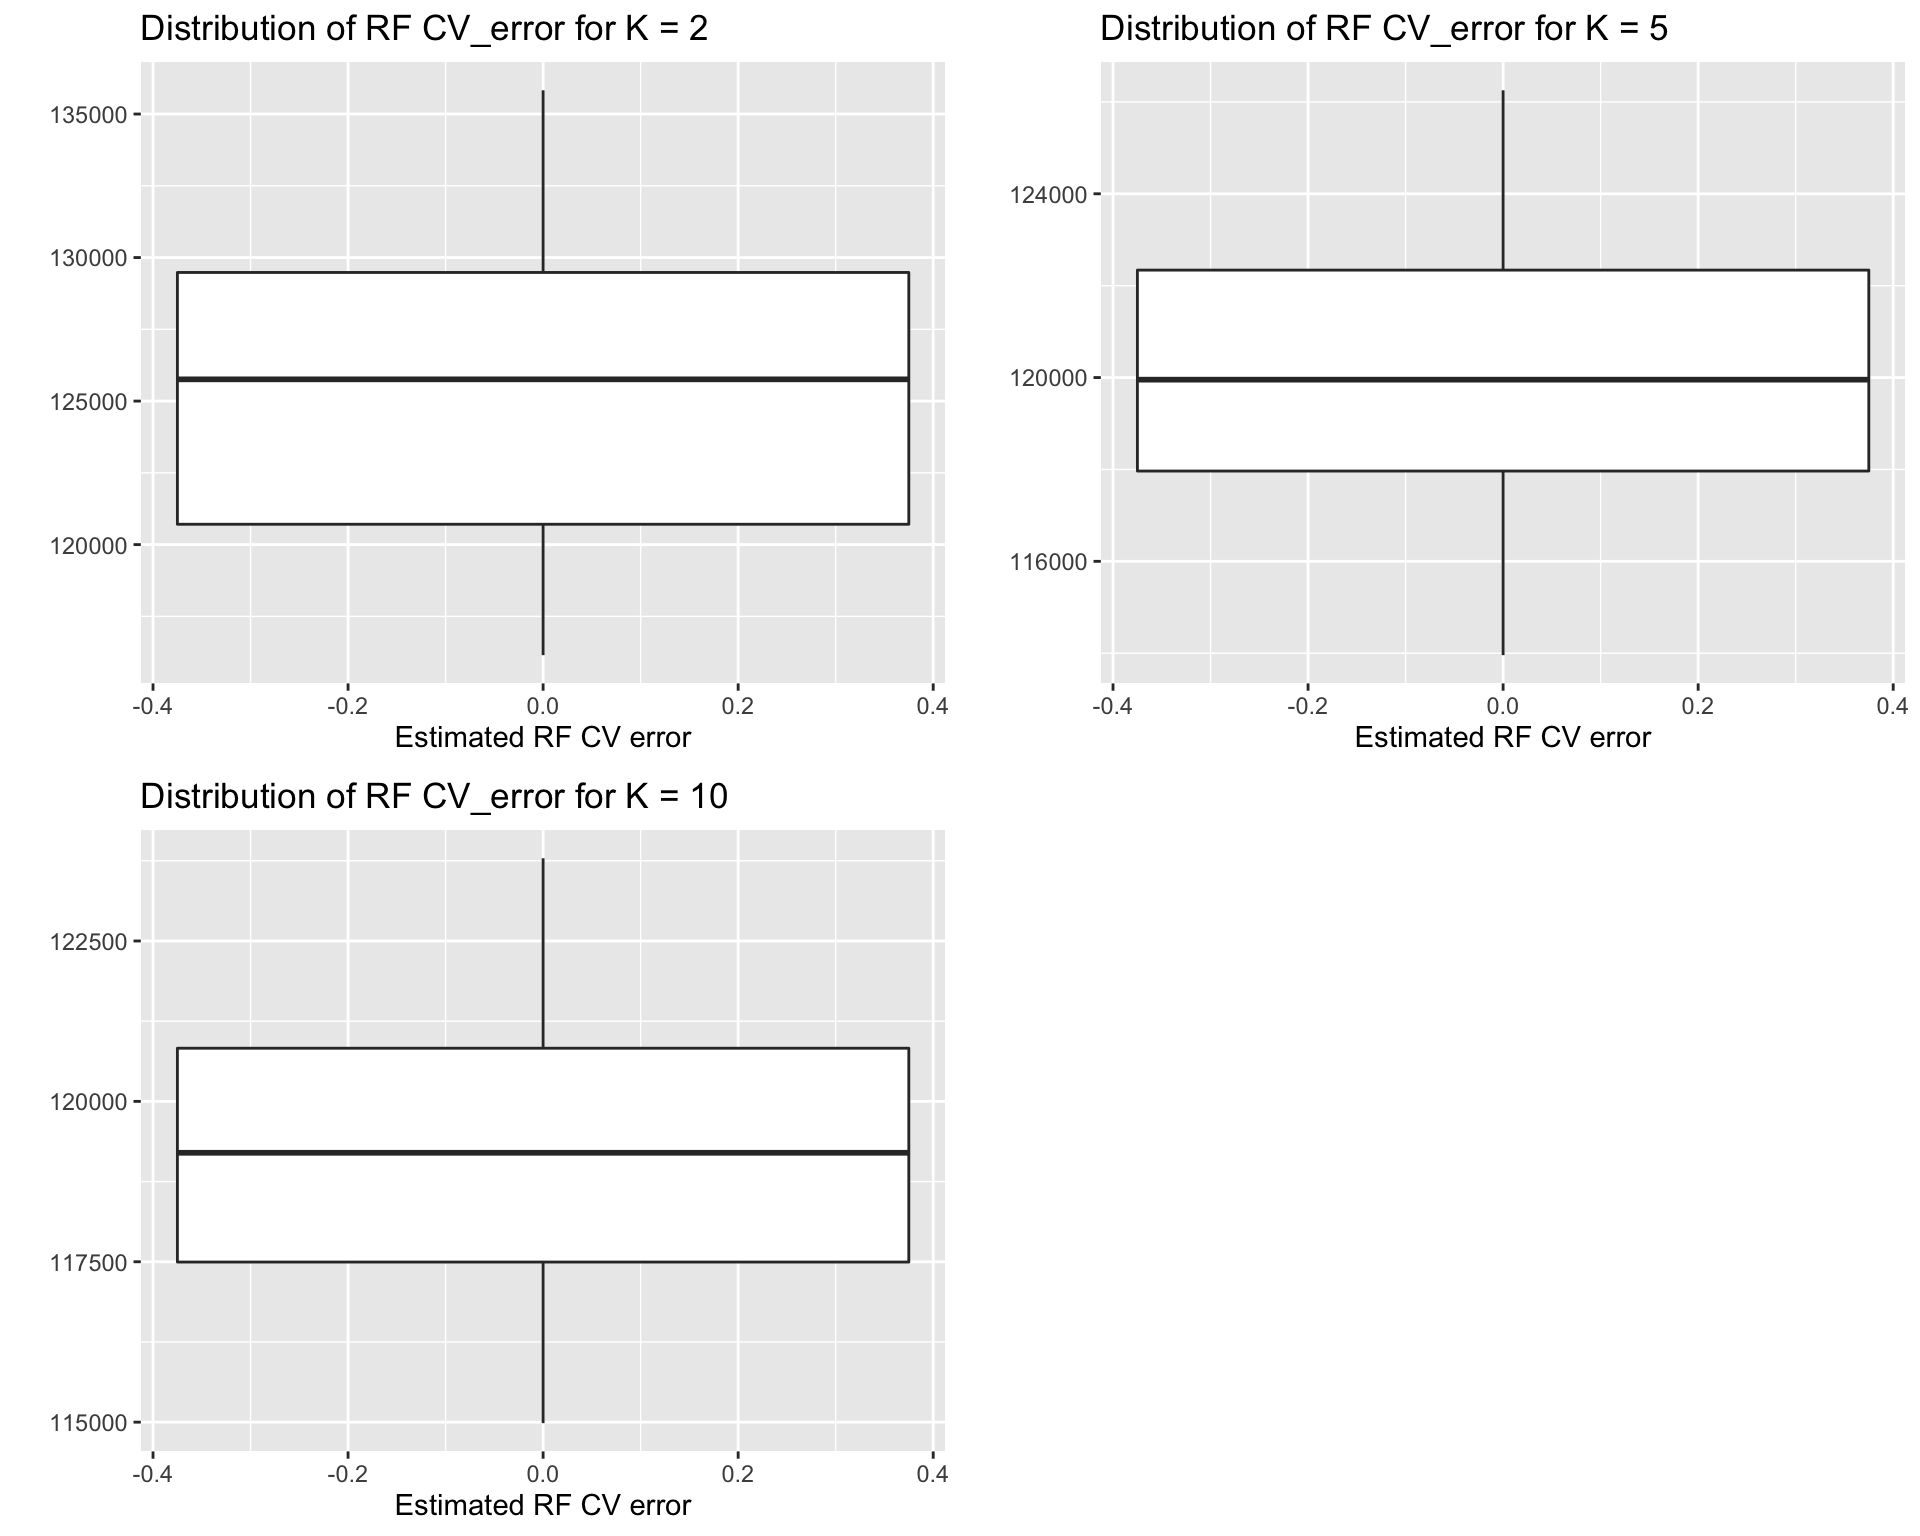 Distribution of RF CV_error for K = 2
135000
130000
125000
120000
-0.4 -0.2 0.0 0.2 0.4
Estimated RF CV error
Distribution of RF CV_error for K = 5
124000
120000
116000
-0.4 -0.2 0.0 0.2 0.4
Estimated RF CV error
Distribution of RF CV_error for K = 10
122500
120000
117500
115000
-0.4 -0.2 0.0 0.2 0.4
Estimated RF CV error